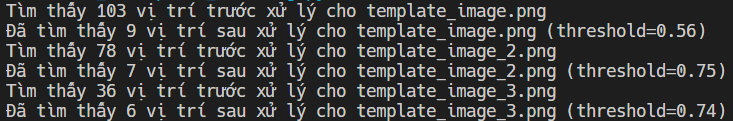 Tìm thấy 103 vị trí trước xử lý cho template_image.png
Đã tìm thấy 9 vị trí sau xử lý cho template_image.png (threshold=0.56)
Tìm thấy 78 vị trí trước xử lý cho template_image_2.png
Đã tìm thấy 7 vị trí sau xử lý cho template_image_2.png (threshold=0.75)
Tìm thấy 36 vị trí trước xử lý cho template_image_3.png
Đã tìm thấy 6 vị trí sau xử lý cho template_image_3.png (threshold=0.74)